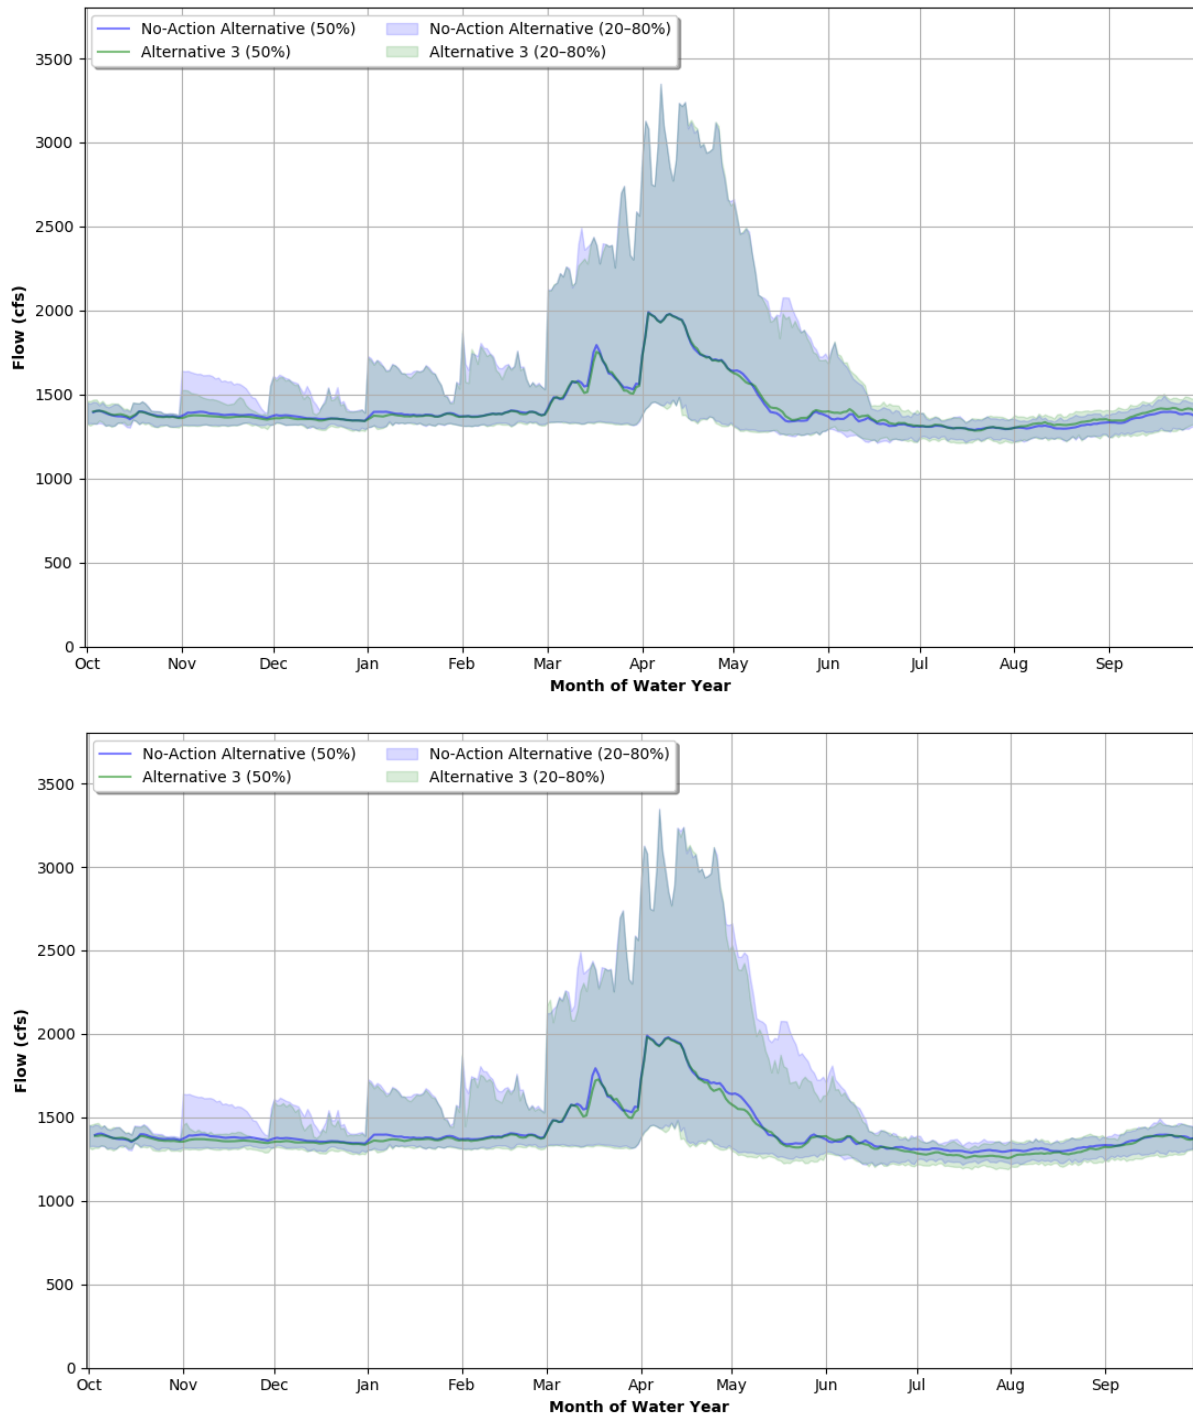 No-Action Alternative (50%) No-Action Alternative (20–80%)
Alternative 3 (50%) Alternative 3 (20–80%)
3500
3000
2500
2000
1500
1000
500
0
Flow (cfs)
Oct Nov Dec Jan Feb Mar Apr May Jun Jul Aug Sep
Month of Water Year
No-Action Alternative (50%) No-Action Alternative (20–80%)
Alternative 3 (50%) Alternative 3 (20–80%)
3500
3000
2500
2000
1500
1000
500
0
Flow (cfs)
Oct Nov Dec Jan Feb Mar Apr May Jun Jul Aug Sep
Month of Water Year